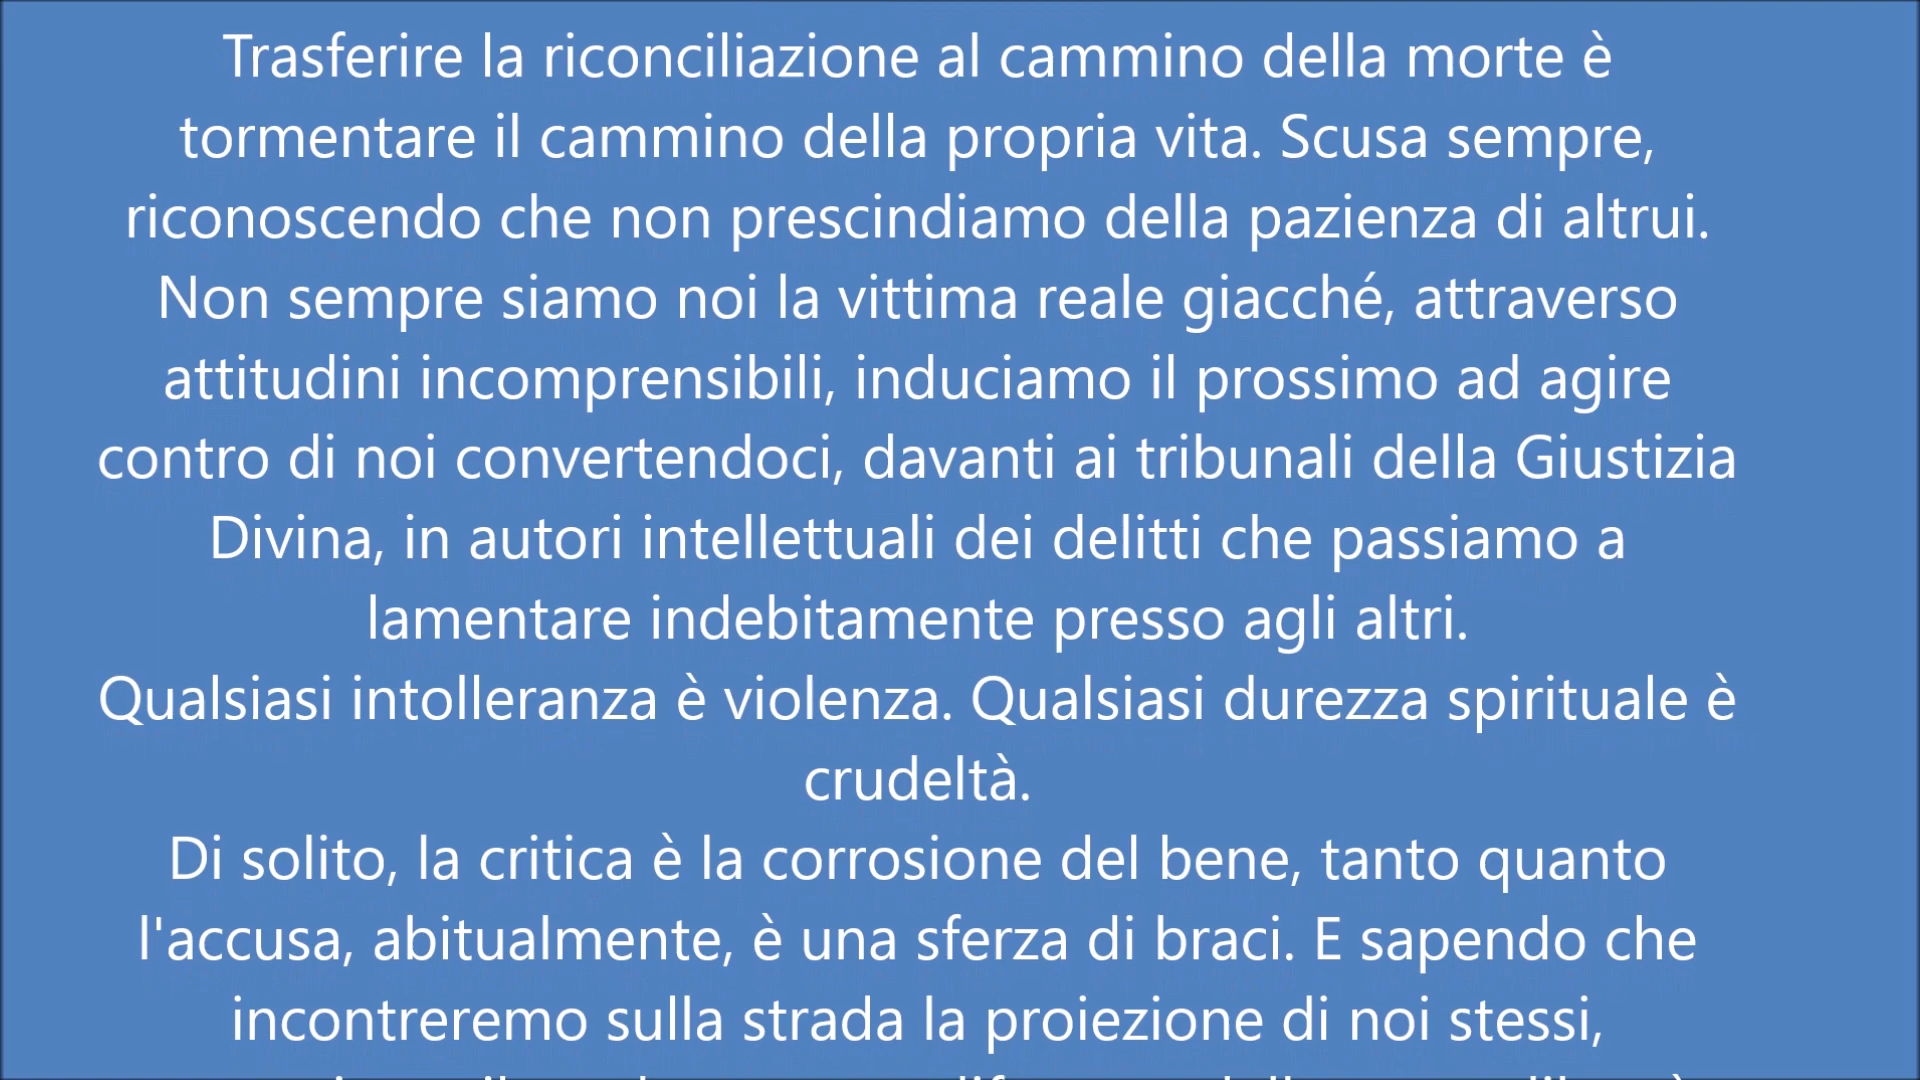 Trasferire la riconciliazione al cammino della morte è
tormentare il cammino della propria vita. Scusa sempre,
riconoscendo che non prescindiamo della pazienza di altrui.
Non sempre siamo noi la vittima reale giacché, attraverso
attitudini incomprensibili, induciamo il prossimo ad agire
contro di noi convertendoci, davanti ai tribunali della Giustizia
Divina, in autori intellettuali dei delitti che passiamo a
lamentare indebitamente presso agli altri.
Qualsiasi intolleranza è violenza. Qualsiasi durezza spirituale è
crudeltà.
Di solito, la critica è la corrosione del bene, tanto quanto
l'accusa, abitualmente, è una sferza di braci. E sapendo che
incontreremo sulla strada la proiezione di noi stessi,